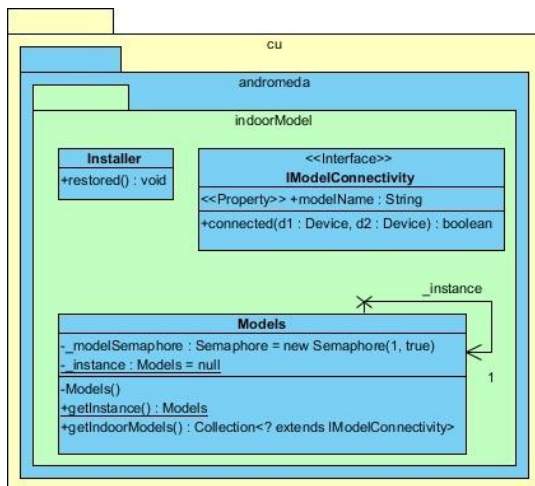 cu
andromeda
indoorModel
Installer
+restored() : void
<<Interface>>
IModelConnectivity
<<Property>> +modelName : String
+connected(d1 : Device, d2 : Device) : boolean
_instance
Models
-_modelSemaphore : Semaphore = new Semaphore(1, true)
-_instance : Models = null
1
-Models()
+getInstance() : Models
+getIndoorModels() : Collection<? extends IModelConnectivity>